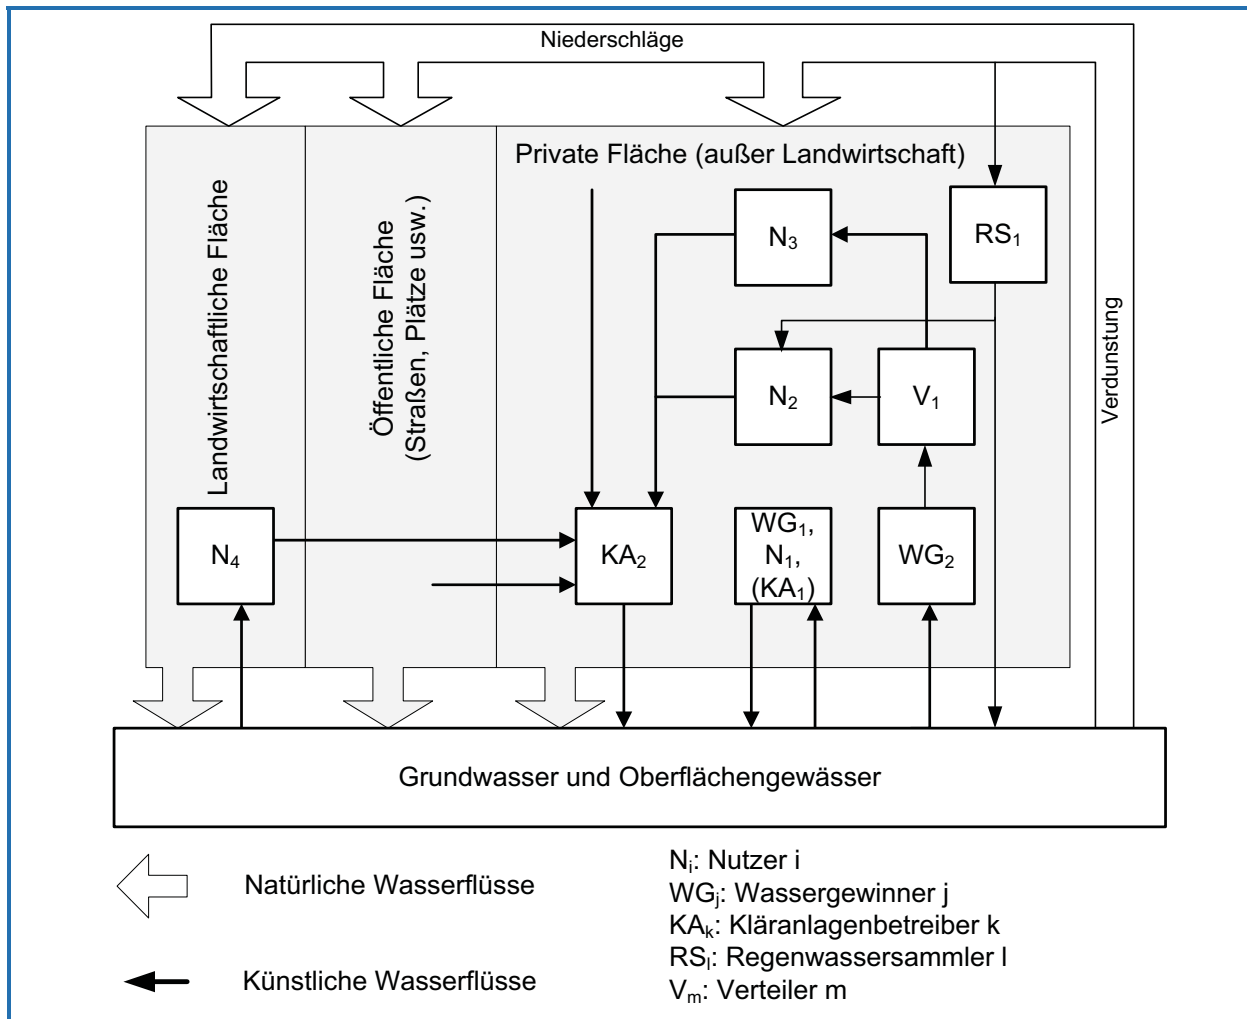 Niederschläge
Private Fläche (außer Landwirtschaft)
Landwirtschaftliche Fläche
Öffentliche Fläche
(Straßen, Plätze usw.)
N₃
RS₁
Verdunstung
N₂
V₁
N₄
KA₂
WG₁,
N₁,
(KA₁)
WG₂
Grundwasser und Oberflächengewässer
Natürliche Wasserflüsse
Künstliche Wasserflüsse
Nᵢ: Nutzer i
WGⱼ: Wassergewinner j
KAₖ: Kläranlagenbetreiber k
RSₗ: Regenwassersammler l
Vₘ: Verteiler m